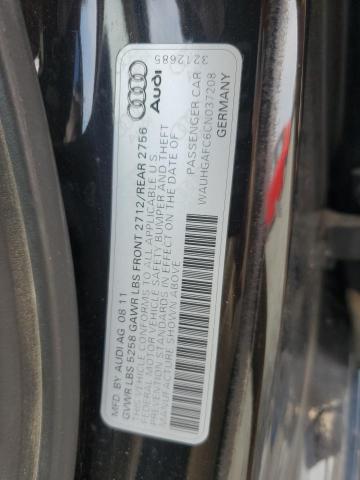 MFD. BY AUDI AG 08 11
GVWR LBS 5258 GAWR LBS FRONT 2712/REAR 2756
THIS VEHICLE CONFORMS TO ALL APPLICABLE U S
FEDERAL MOTOR VEHICLE SAFETY BUMPER AND THEFT
PREVENTION STANDARDS IN EFFECT ON THE DATE OF
MANUFACTURE SHOWN ABOVE
Audi
3212685
PASSENGER CAR
WAUHGAFC6CN037208
GERMANY